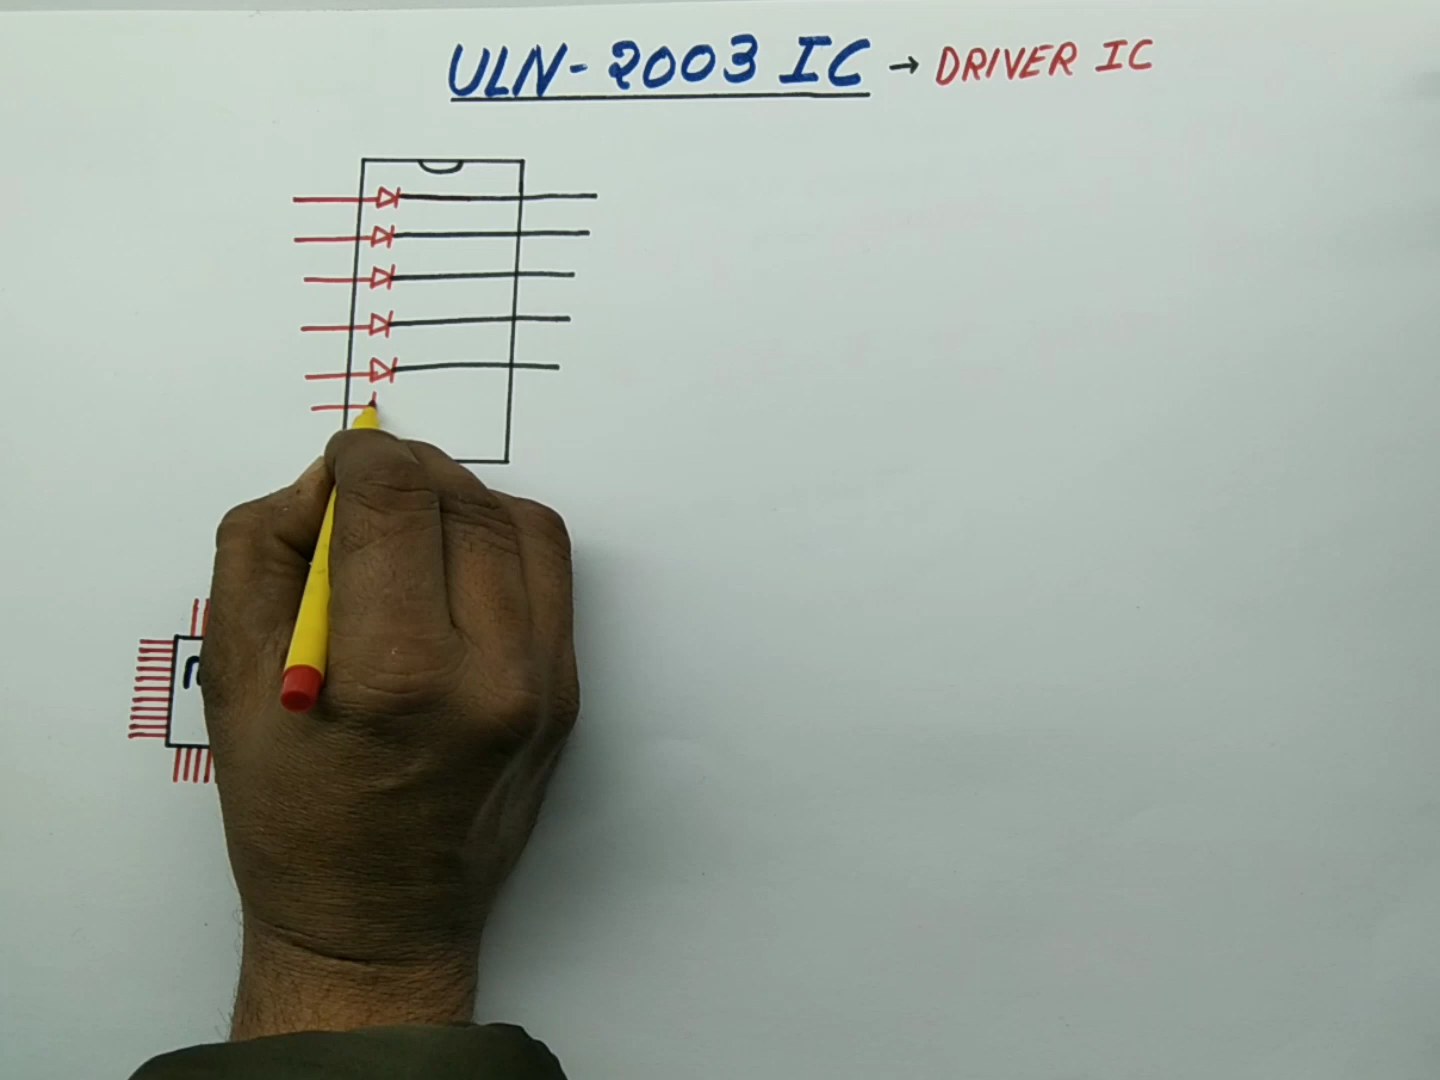 ULN-2003 IC → DRIVER IC